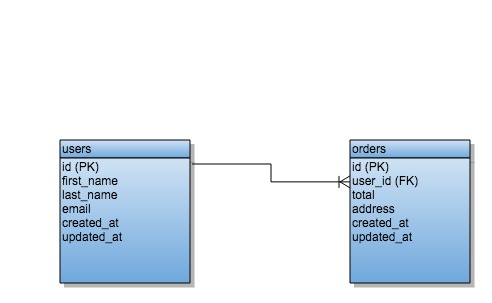 users
id (PK)
first_name
last_name
email
created_at
updated_at
orders
id (PK)
user_id (FK)
total
address
created_at
updated_at